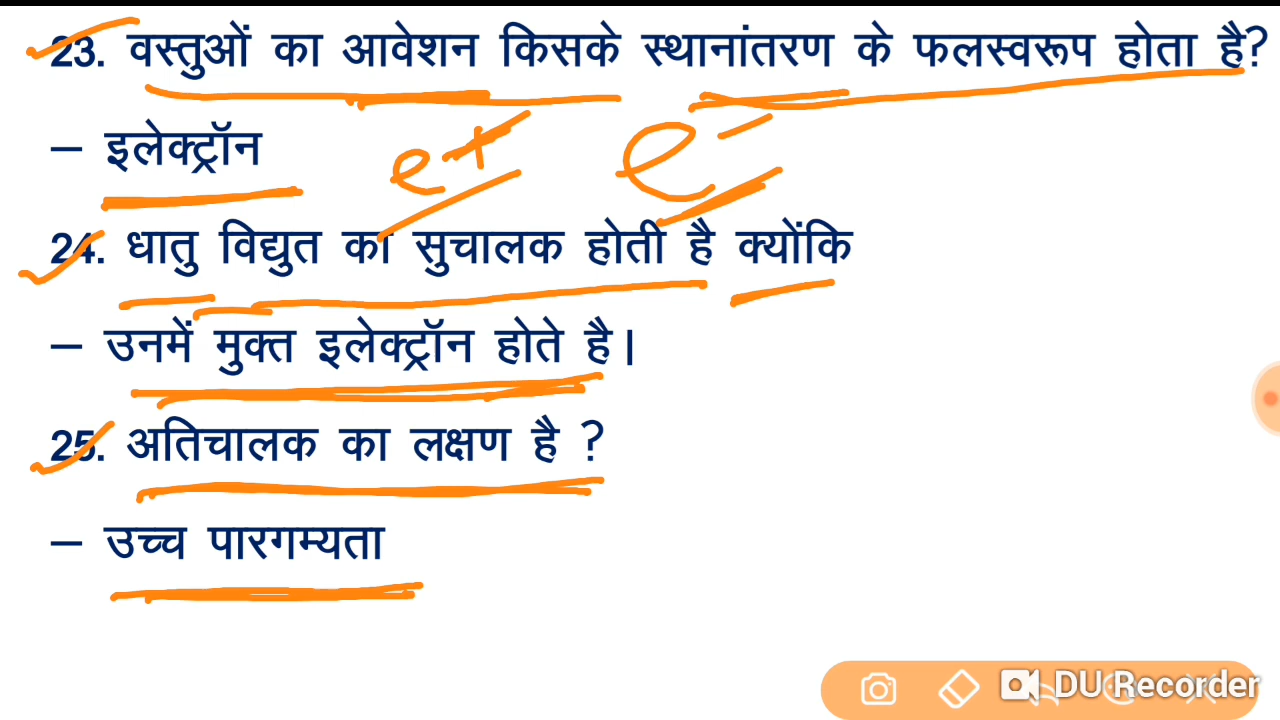 23. वस्तुओं का आवेशन किसके स्थानांतरण के फलस्वरूप होता है?
– इलेक्ट्रॉन
e+ e−
24. धातु विद्युत का सुचालक होती है क्योंकि
– उनमें मुक्त इलेक्ट्रॉन होते है।
25. अतिचालक का लक्षण है ?
– उच्च पारगम्यता
DU Recorder